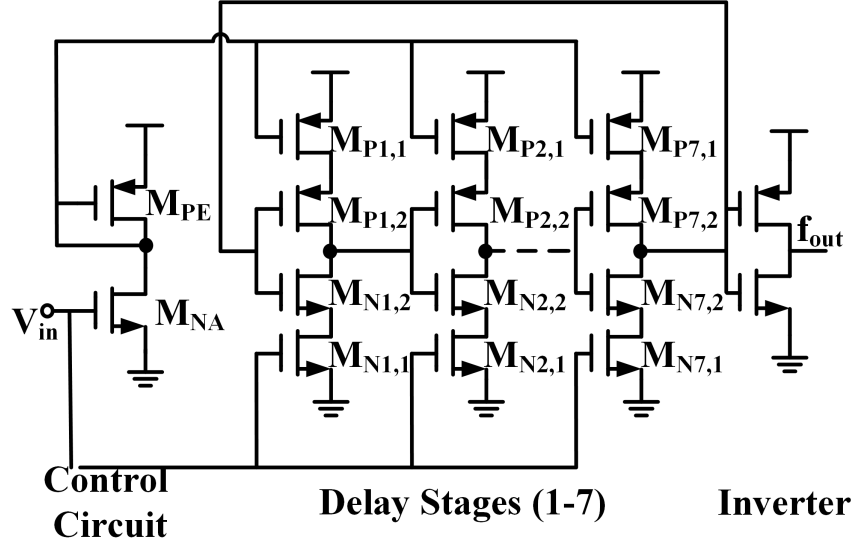 M_P1,1
M_P2,1
M_P7,1
M_PE
M_P1,2
M_P2,2
M_P7,2
f_out
V_in
M_NA
M_N1,2
M_N2,2
M_N7,2
M_N1,1
M_N2,1
M_N7,1
Control
Circuit
Delay Stages (1-7)
Inverter